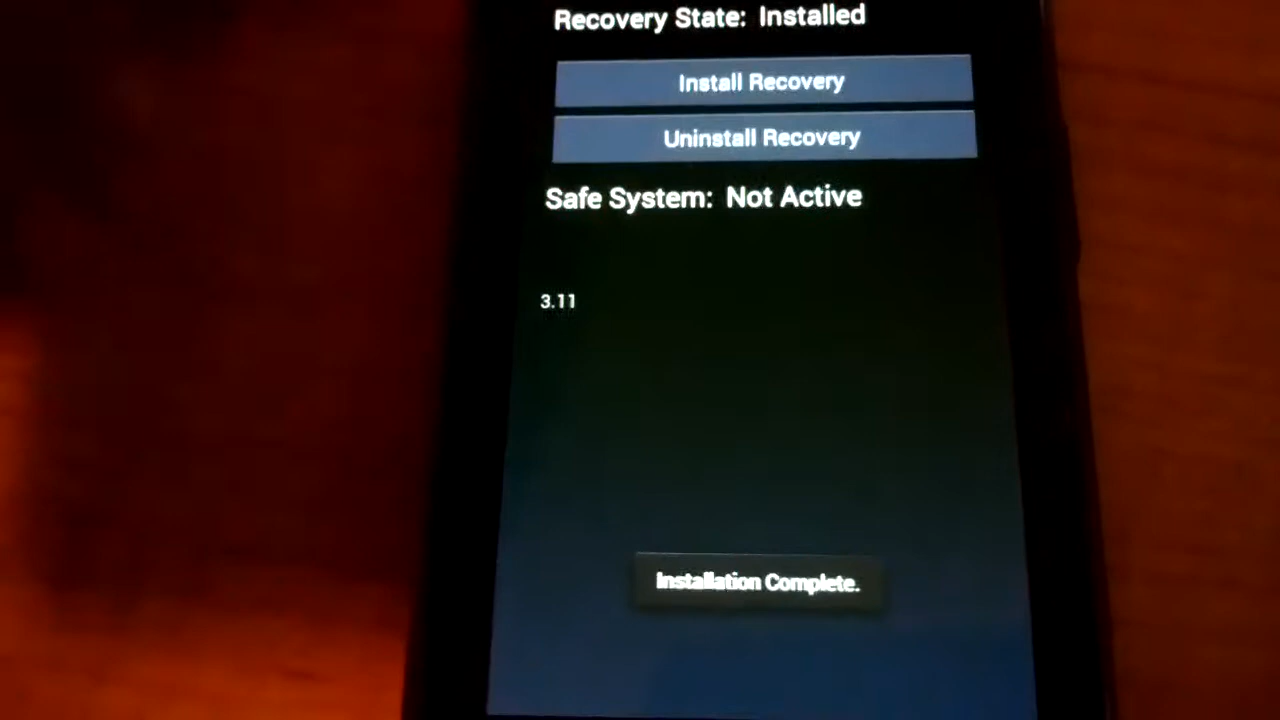 Recovery State: Installed
Install Recovery
Uninstall Recovery
Safe System: Not Active
3.11
Installation Complete.